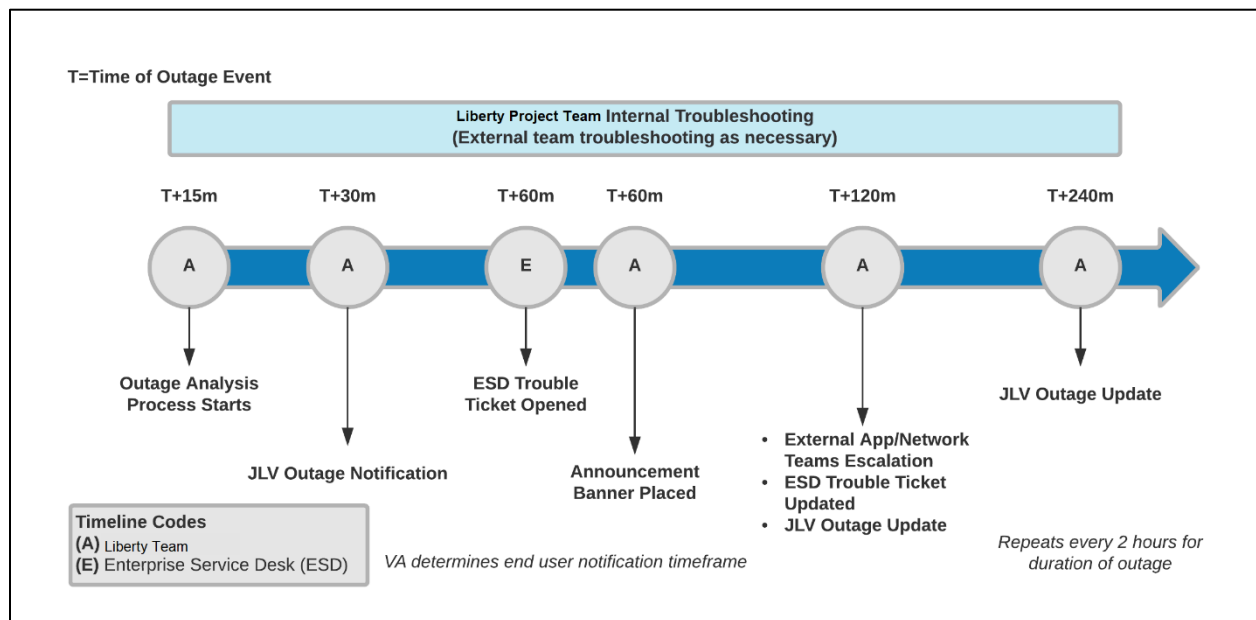 T=Time of Outage Event
Liberty Project Team Internal Troubleshooting
(External team troubleshooting as necessary)
T+15m
T+30m
T+60m
T+60m
T+120m
T+240m
A
A
E
A
A
A
Outage Analysis
Process Starts
JLV Outage Notification
ESD Trouble
Ticket Opened
Announcement
Banner Placed
• External App/Network
Teams Escalation
• ESD Trouble Ticket
Updated
• JLV Outage Update
JLV Outage Update
Timeline Codes
(A) Liberty Team
(E) Enterprise Service Desk (ESD)
VA determines end user notification timeframe
Repeats every 2 hours for
duration of outage